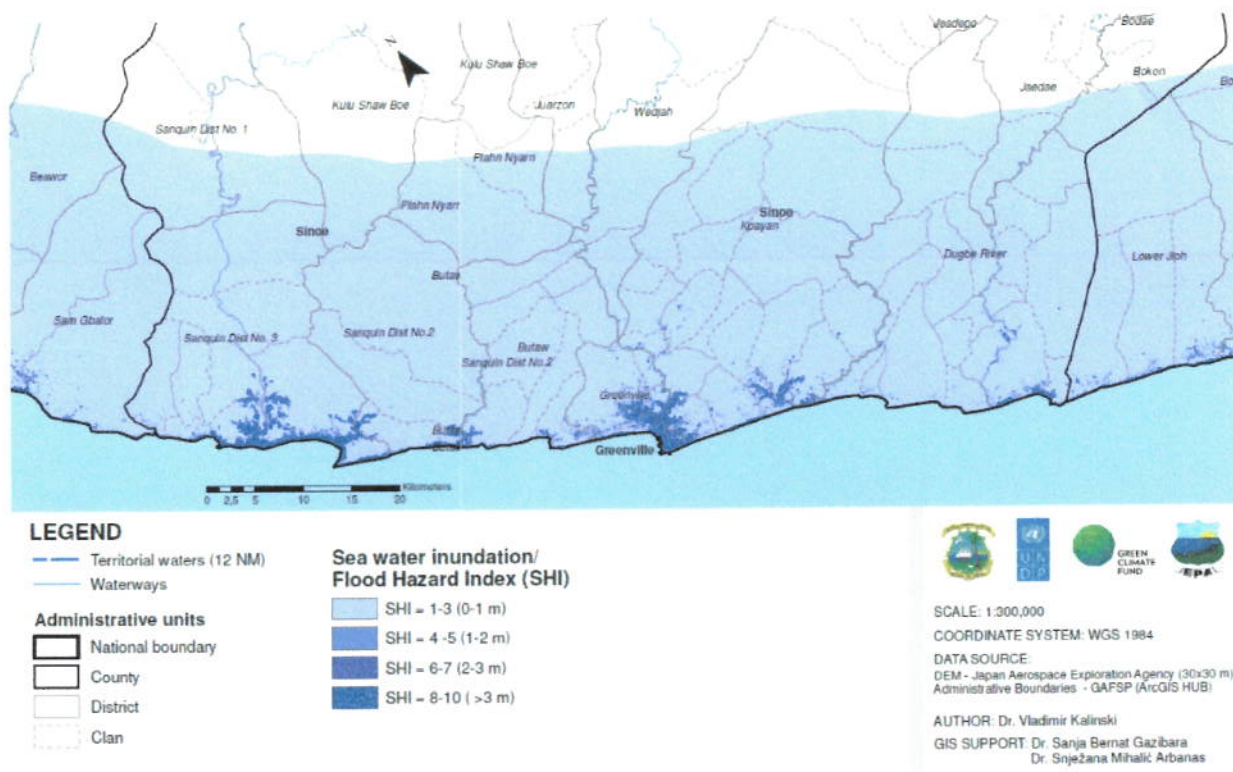 Jeadepo
Bodae
N
Kulu Shaw Boe
Bokon
Jaedae
Kulu Shaw Boe
Juarzon
Wedjah
Sanquin Dist No. 1
Plahn Nyarn
Beawor
Plahn Nyarr
Sinoe
Sinoe
Kpayan
Dugbe River
Lower Jloh
Butaw
Sam Gbalor
Sanquin Dist No. 3
Sanquin Dist No.2
Butaw
Sanquin Dist No.2
Greenville
Greenville
Kilometers
0 2,5 5 10 15 20
LEGEND
Territorial waters (12 NM)
Waterways
Administrative units
National boundary
County
District
Clan
Sea water inundation/
Flood Hazard Index (SHI)
SHI = 1-3 (0-1 m)
SHI = 4 -5 (1-2 m)
SHI = 6-7 (2-3 m)
SHI = 8-10 ( >3 m)
U N
D P
GREEN
CLIMATE
FUND
EPA
SCALE: 1:300,000
COORDINATE SYSTEM: WGS 1984
DATA SOURCE:
DEM - Japan Aerospace Exploration Agency (30x30 m)
Administrative Boundaries - GAFSP (ArcGIS HUB)
AUTHOR: Dr. Vladimir Kalinski
GIS SUPPORT: Dr. Sanja Bernat Gazibara
Dr. Snježana Mihalić Arbanas